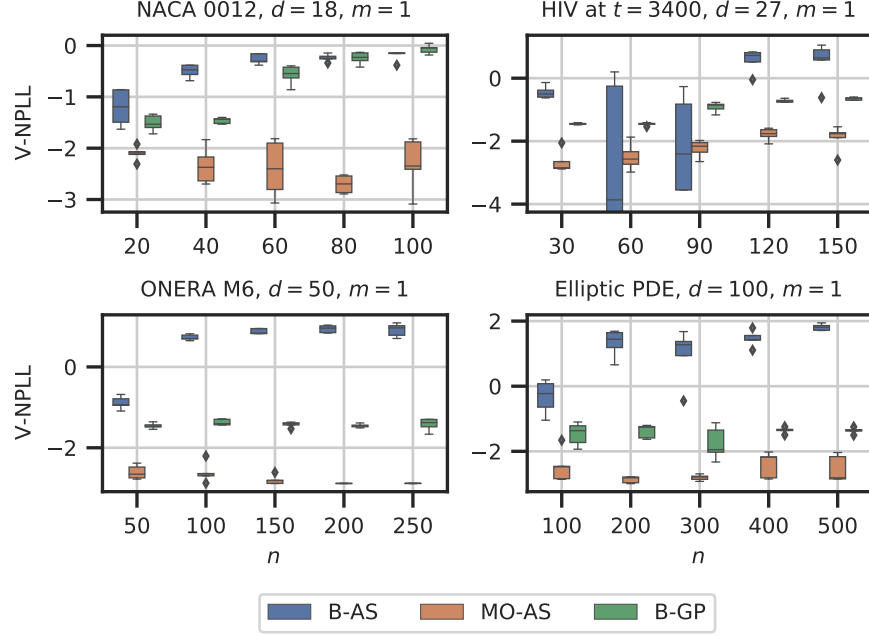 NACA 0012, d = 18, m = 1
V-NPLL
0
−1
−2
−3
20 40 60 80 100
HIV at t = 3400, d = 27, m = 1
0
−2
−4
30 60 90 120 150
ONERA M6, d = 50, m = 1
V-NPLL
0
−2
50 100 150 200 250
n
Elliptic PDE, d = 100, m = 1
2
0
−2
100 200 300 400 500
n
B-AS MO-AS B-GP